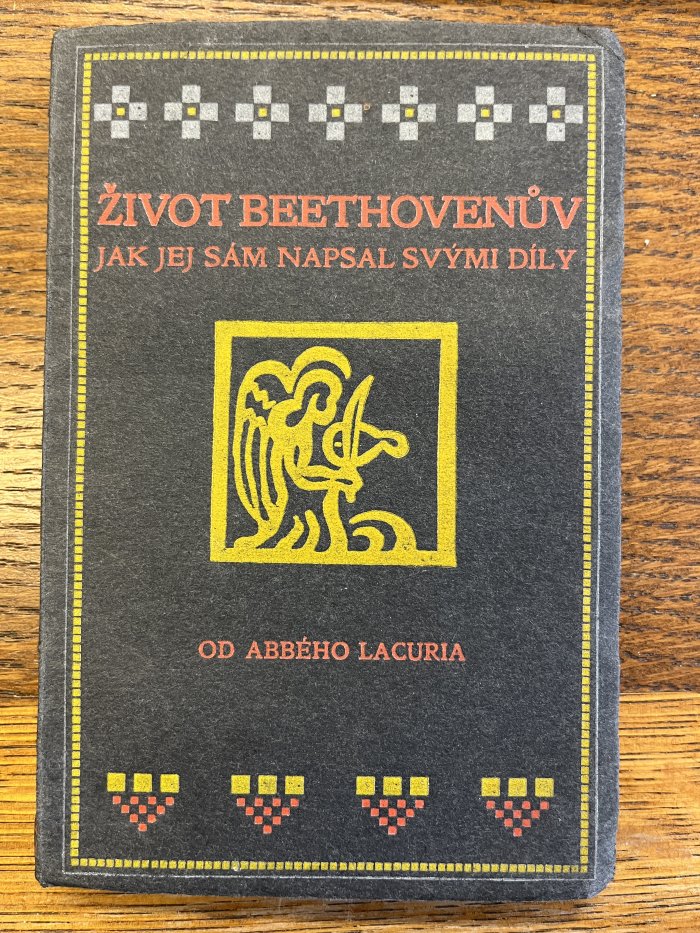 ŽIVOT BEETHOVENŮV
JAK JEJ SÁM NAPSAL SVÝMI DÍLY
OD ABBÉHO LACURIA